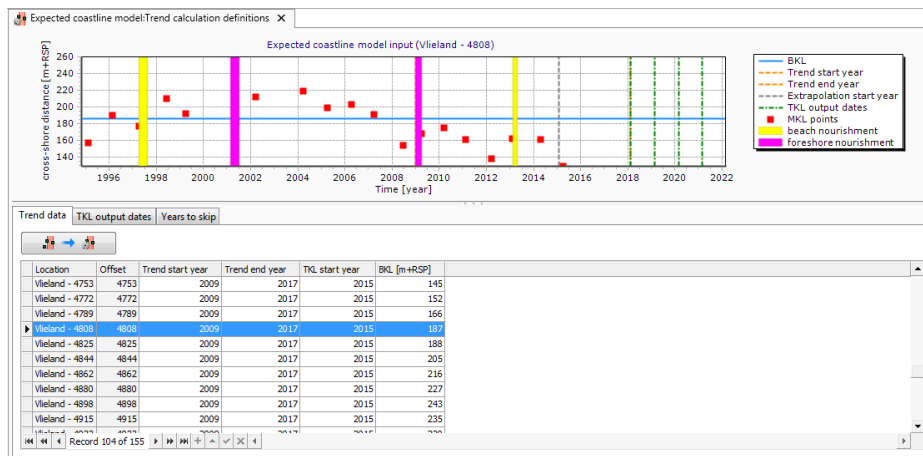 Expected coastline model:Trend calculation definitions
Expected coastline model input (Vlieland - 4808)
cross-shore distance [m+RSP]
260
240
220
200
180
160
140
1996 1998 2000 2002 2004 2006 2008 2010 2012 2014 2016 2018 2020 2022
Time [year]
BKL
Trend start year
Trend end year
Extrapolation start year
TKL output dates
MKL points
beach nourishment
foreshore nourishment
Trend data TKL output dates Years to skip
Location Offset Trend start year Trend end year TKL start year BKL [m+RSP]
Vlieland - 4753 4753 2009 2017 2015 145
Vlieland - 4772 4772 2009 2017 2015 152
Vlieland - 4789 4789 2009 2017 2015 166
Vlieland - 4808 4808 2009 2017 2015 187
Vlieland - 4825 4825 2009 2017 2015 188
Vlieland - 4844 4844 2009 2017 2015 205
Vlieland - 4862 4862 2009 2017 2015 216
Vlieland - 4880 4880 2009 2017 2015 227
Vlieland - 4898 4898 2009 2017 2015 243
Vlieland - 4915 4915 2009 2017 2015 235
Record 104 of 155